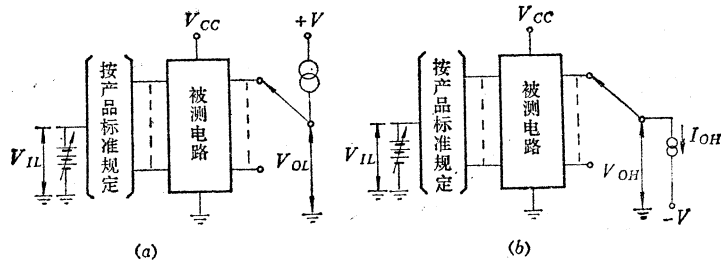 V_CC
+V
按产品标准规定
被测电路
V_IL
V_OL
(a)
V_CC
按产品标准规定
被测电路
V_IL
V_OH
I_OH
-V
(b)